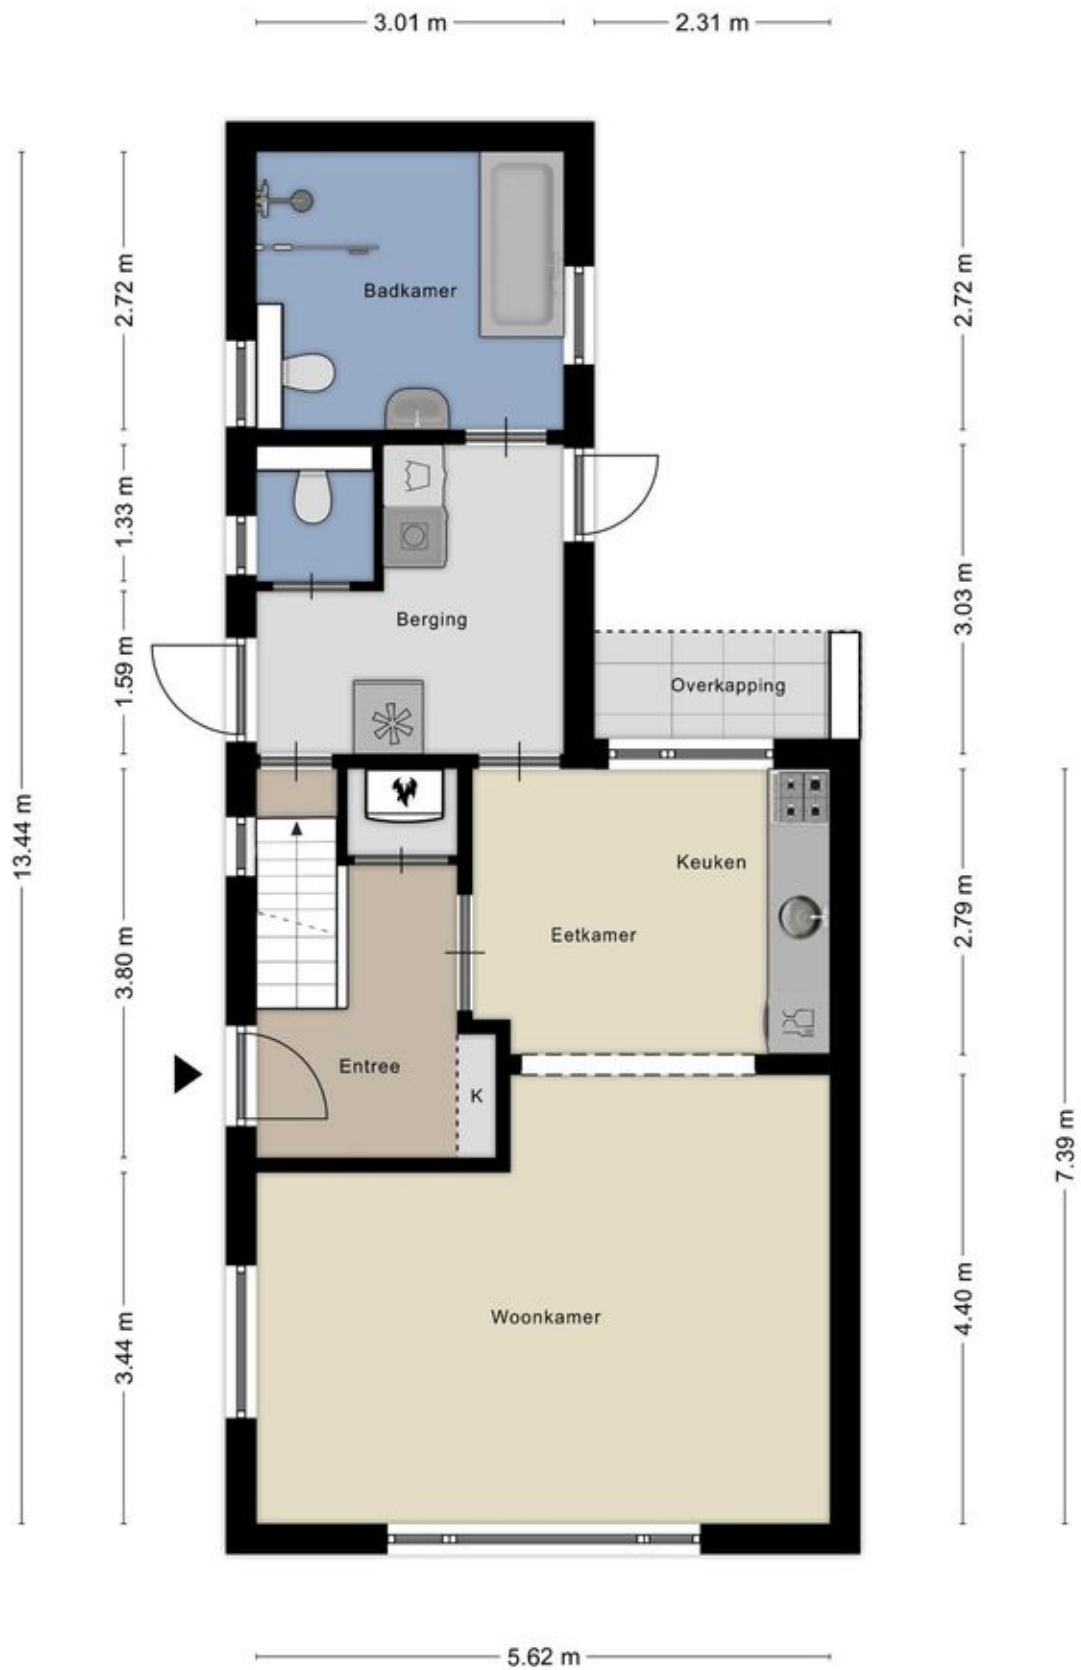 3.01 m
2.31 m
2.72 m
2.72 m
Badkamer
1.33 m
3.03 m
Berging
1.59 m
Overkapping
13.44 m
Keuken
2.79 m
Eetkamer
3.80 m
Entree
K
7.39 m
4.40 m
Woonkamer
3.44 m
5.62 m